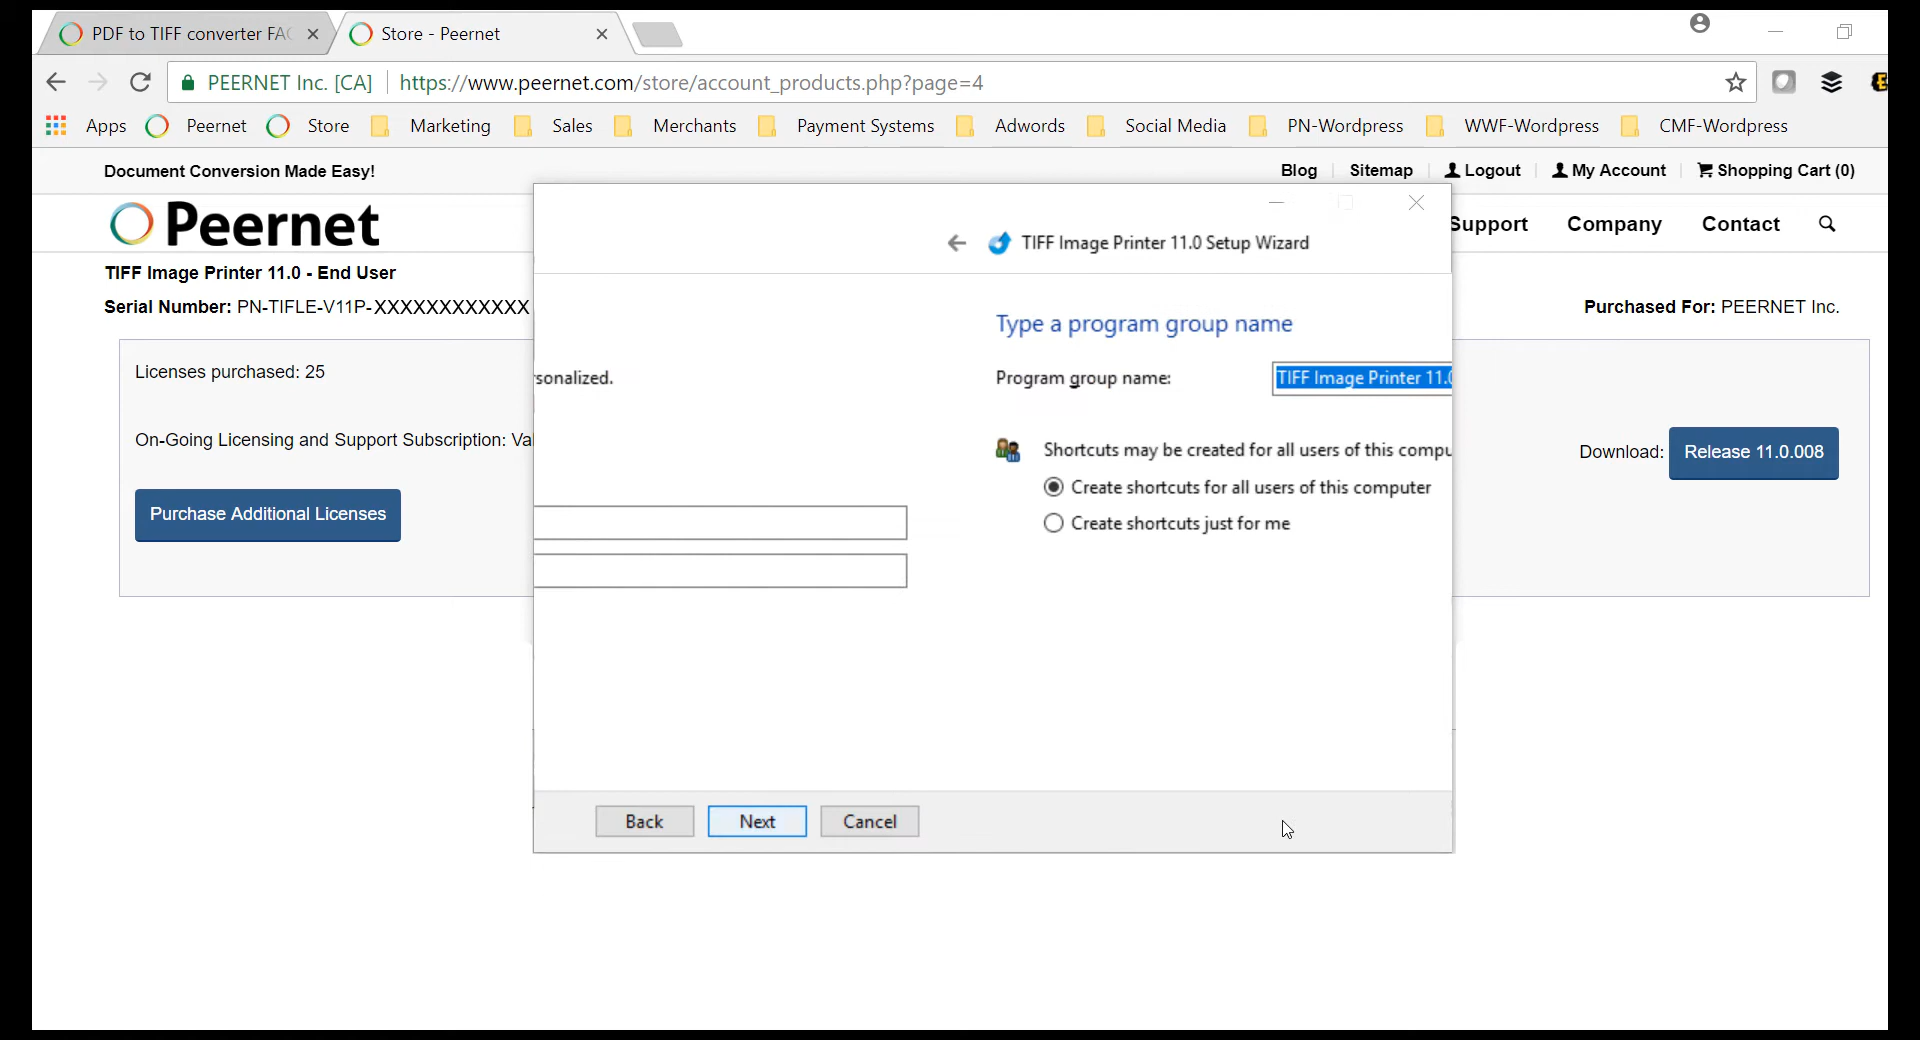 PDF to TIFF converter FAC
Store - Peernet
PEERNET Inc. [CA] https://www.peernet.com/store/account_products.php?page=4
Apps Peernet Store Marketing Sales Merchants Payment Systems Adwords Social Media PN-Wordpress WWF-Wordpress CMF-Wordpress
Document Conversion Made Easy!
Blog Sitemap Logout My Account Shopping Cart (0)
Peernet
Support Company Contact
TIFF Image Printer 11.0 Setup Wizard
TIFF Image Printer 11.0 - End User
Serial Number: PN-TIFLE-V11P-XXXXXXXXXXXX
Purchased For: PEERNET Inc.
Type a program group name
Licenses purchased: 25
sonalized.
Program group name: TIFF Image Printer 11.0
On-Going Licensing and Support Subscription: Val
Shortcuts may be created for all users of this compu
Download: Release 11.0.008
Create shortcuts for all users of this computer
Purchase Additional Licenses
Create shortcuts just for me
Back Next Cancel